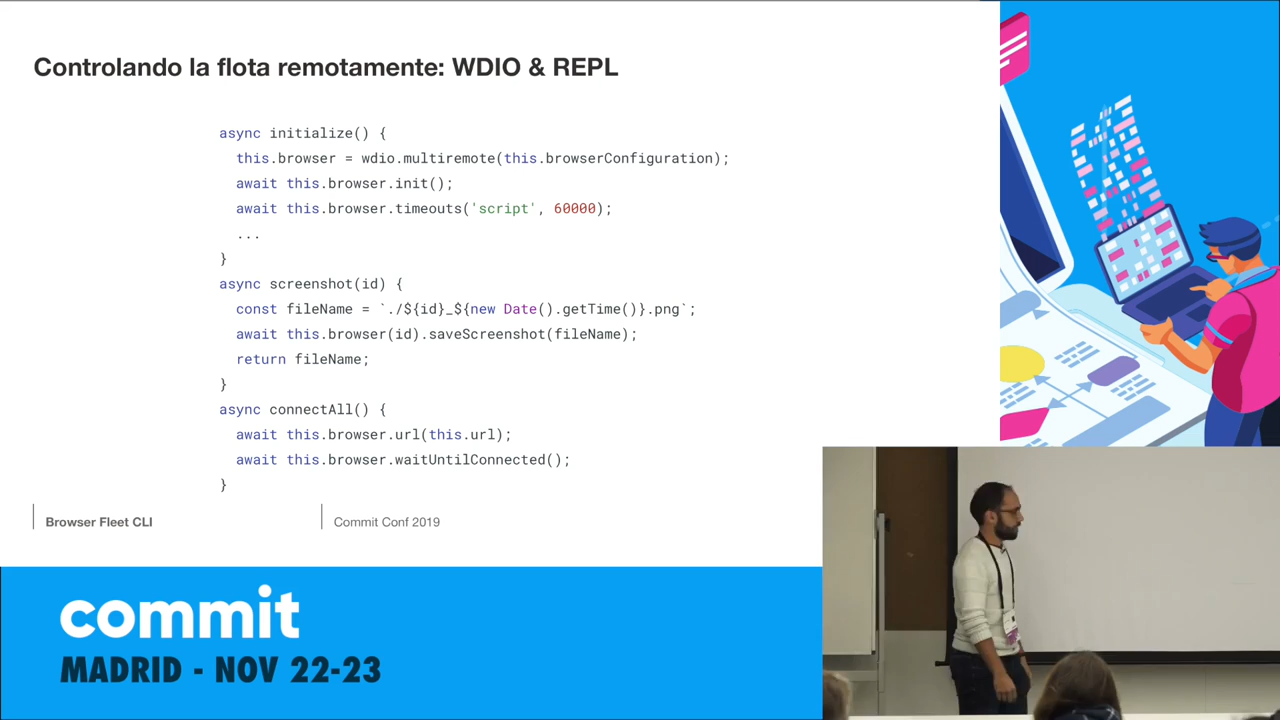 Controlando la flota remotamente: WDIO & REPL
async initialize() {
this.browser = wdio.multiremote(this.browserConfiguration);
await this.browser.init();
await this.browser.timeouts('script', 60000);
...
}
async screenshot(id) {
const fileName = `./${id}_${new Date().getTime()}.png`;
await this.browser(id).saveScreenshot(fileName);
return fileName;
}
async connectAll() {
await this.browser.url(this.url);
await this.browser.waitUntilConnected();
}
Browser Fleet CLI
Commit Conf 2019
commit
MADRID - NOV 22-23